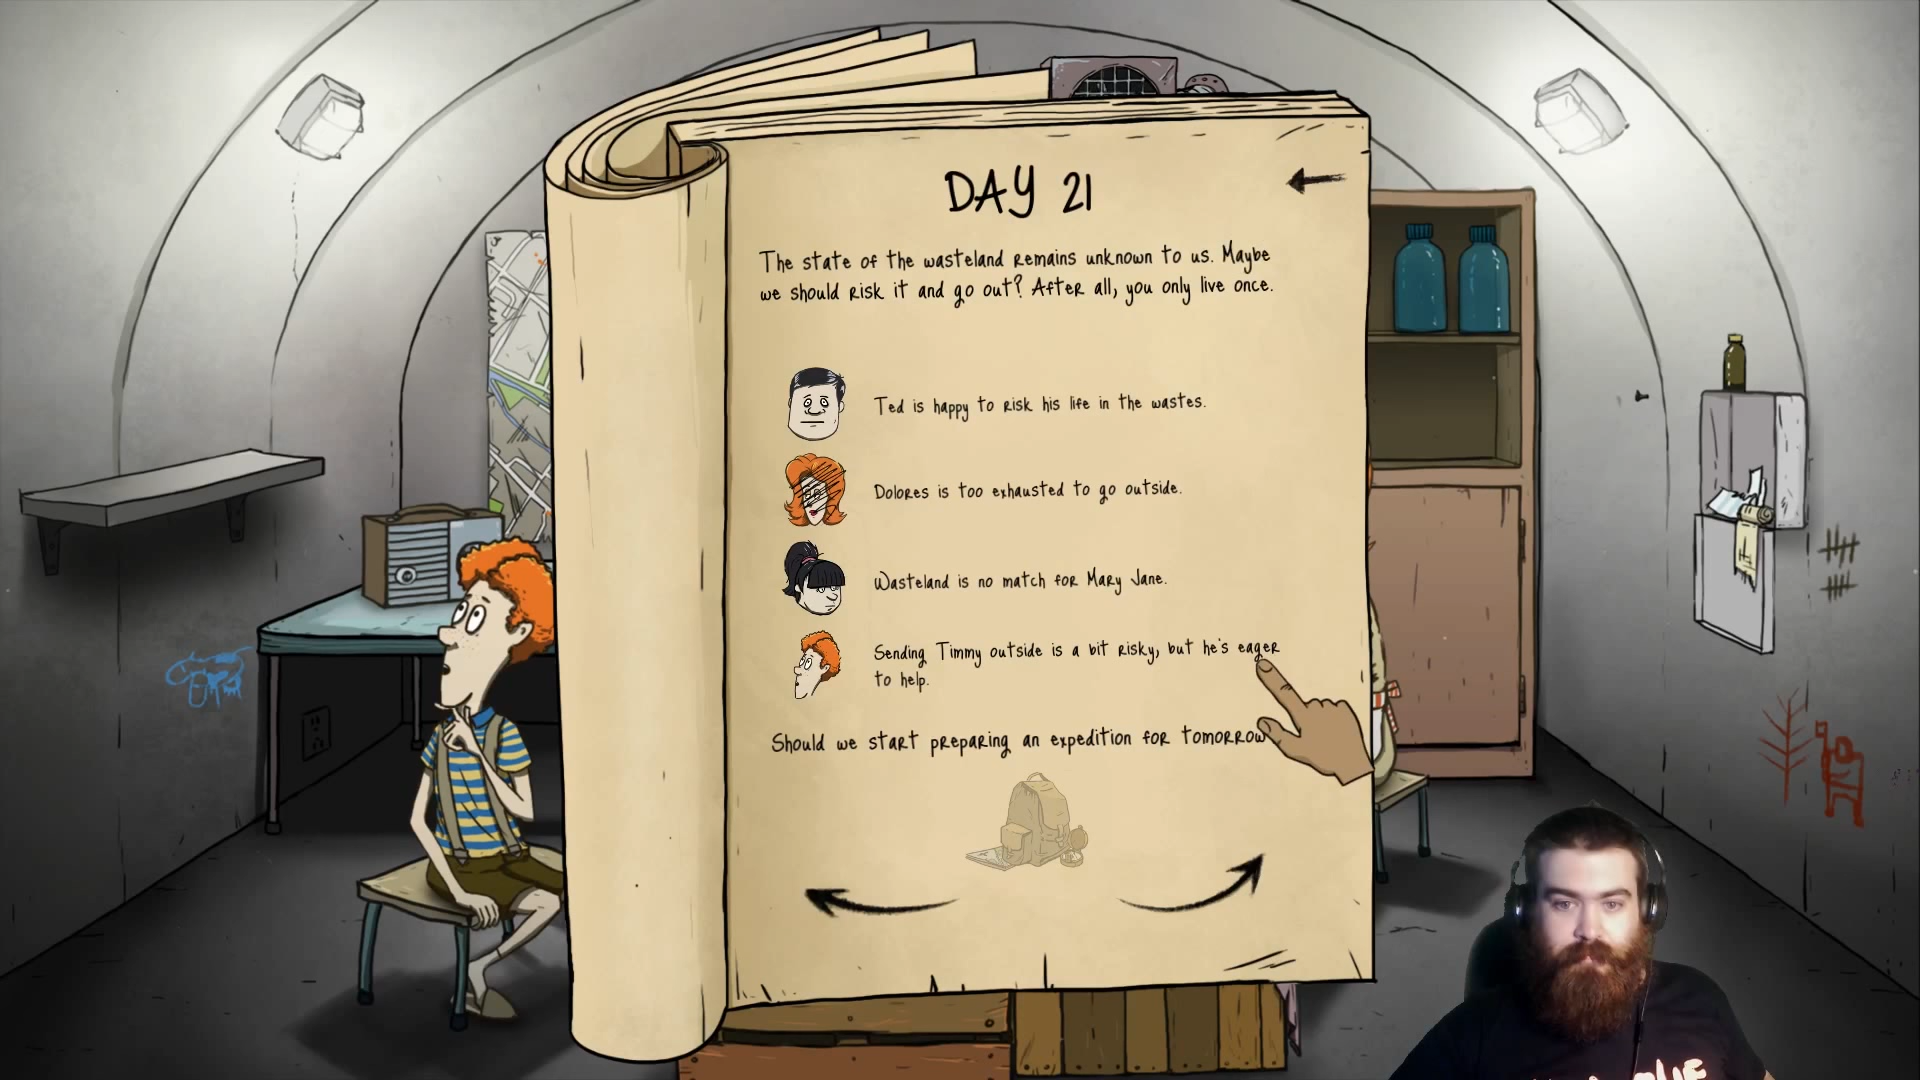 DAY 21
The state of the wasteland remains unknown to us. Maybe
we should risk it and go out? After all, you only live once.
Ted is happy to risk his life in the wastes.
Dolores is too exhausted to go outside.
Wasteland is no match for Mary Jane.
Sending Timmy outside is a bit risky, but he's eager
to help.
Should we start preparing an expedition for tomorrow